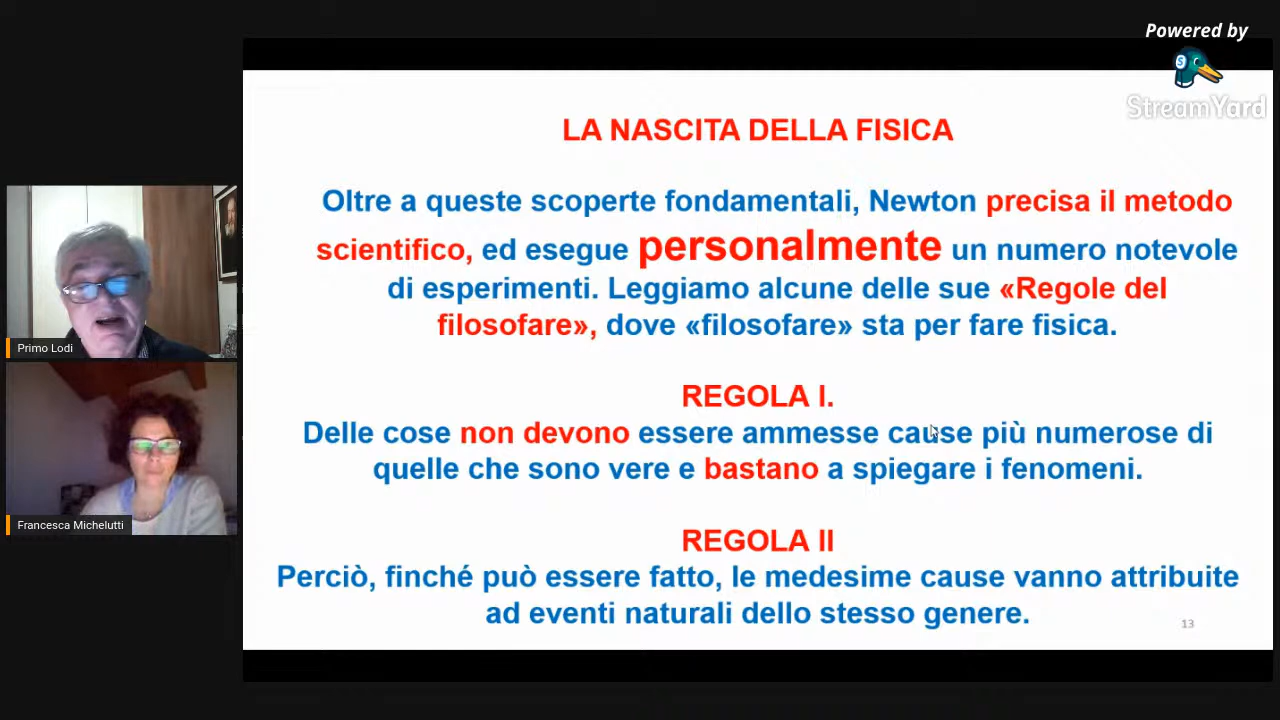 Powered by
StreamYard
LA NASCITA DELLA FISICA
Oltre a queste scoperte fondamentali, Newton precisa il metodo
scientifico, ed esegue personalmente un numero notevole
di esperimenti. Leggiamo alcune delle sue «Regole del
filosofare», dove «filosofare» sta per fare fisica.
REGOLA I.
Delle cose non devono essere ammesse cause più numerose di
quelle che sono vere e bastano a spiegare i fenomeni.
REGOLA II
Perciò, finché può essere fatto, le medesime cause vanno attribuite
ad eventi naturali dello stesso genere.
13
Primo Lodi
Francesca Michelutti